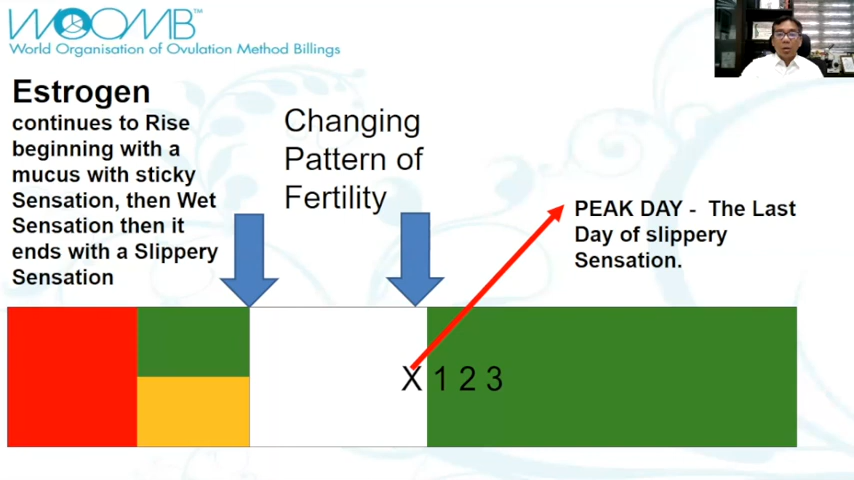 WOOMB™
World Organisation of Ovulation Method Billings
Estrogen
continues to Rise
beginning with a
mucus with sticky
Sensation, then Wet
Sensation then it
ends with a Slippery
Sensation
Changing
Pattern of
Fertility
PEAK DAY - The Last
Day of slippery
Sensation.
X 1 2 3